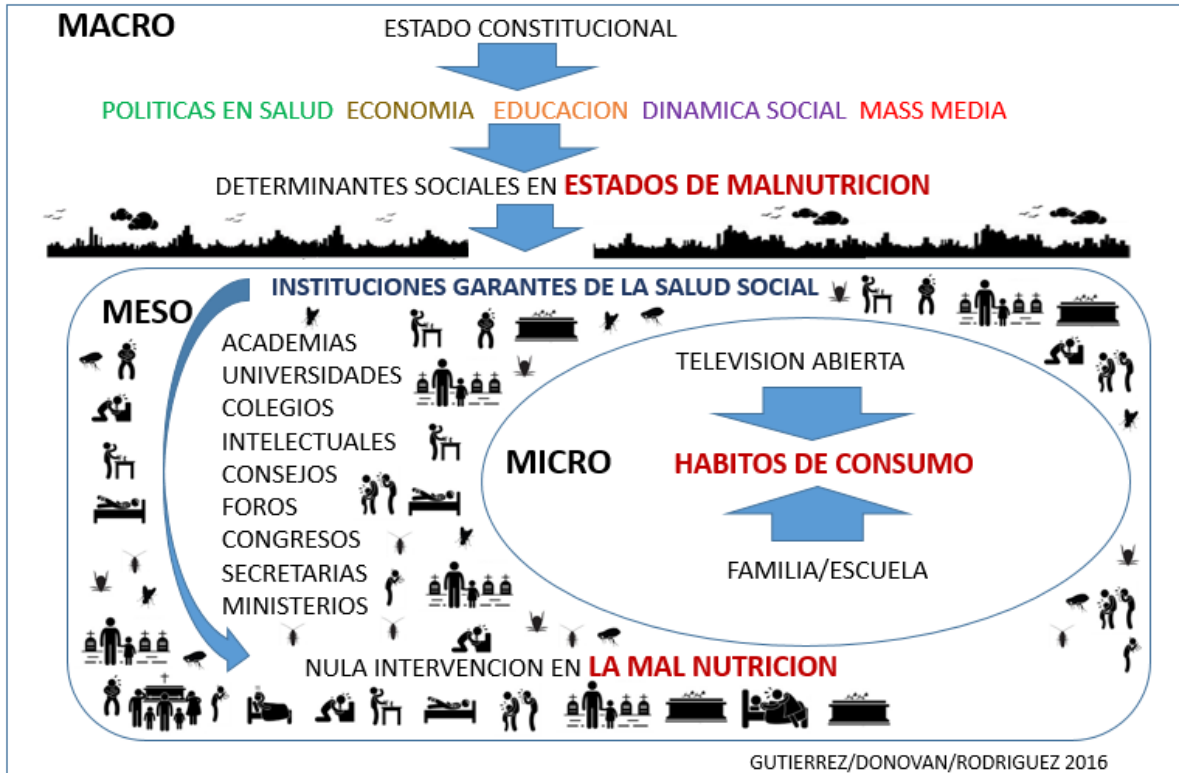 MACRO
ESTADO CONSTITUCIONAL
POLITICAS EN SALUD ECONOMIA EDUCACION DINAMICA SOCIAL MASS MEDIA
DETERMINANTES SOCIALES EN ESTADOS DE MALNUTRICION
INSTITUCIONES GARANTES DE LA SALUD SOCIAL
MESO
ACADEMIAS
UNIVERSIDADES
COLEGIOS
INTELECTUALES
CONSEJOS
FOROS
CONGRESOS
SECRETARIAS
MINISTERIOS
TELEVISION ABIERTA
MICRO
HABITOS DE CONSUMO
FAMILIA/ESCUELA
NULA INTERVENCION EN LA MAL NUTRICION
GUTIERREZ/DONOVAN/RODRIGUEZ 2016